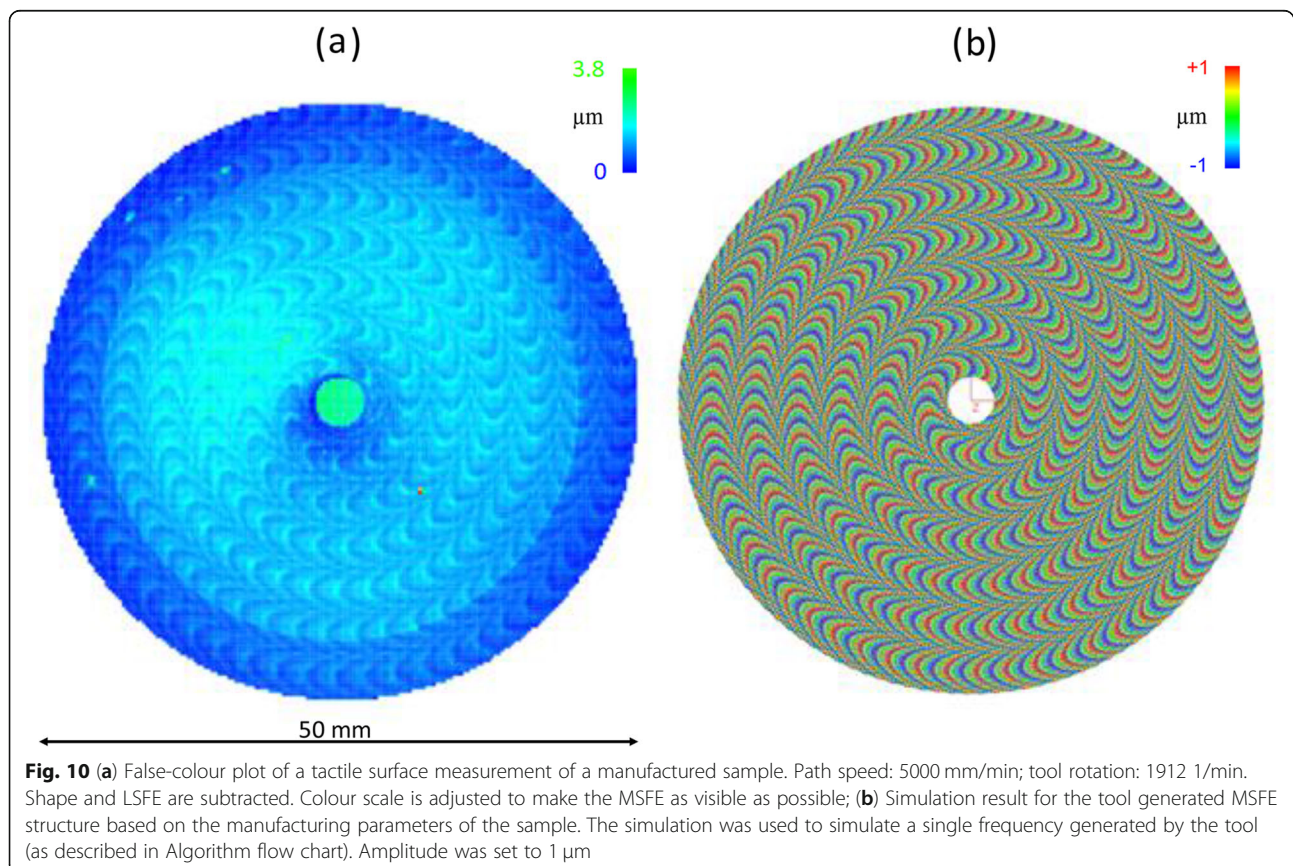 (a)
(b)
3.8
µm
0
+1
µm
-1
50 mm
Fig. 10 (a) False-colour plot of a tactile surface measurement of a manufactured sample. Path speed: 5000 mm/min; tool rotation: 1912 1/min.
Shape and LSFE are subtracted. Colour scale is adjusted to make the MSFE as visible as possible; (b) Simulation result for the tool generated MSFE
structure based on the manufacturing parameters of the sample. The simulation was used to simulate a single frequency generated by the tool
(as described in Algorithm flow chart). Amplitude was set to 1 µm